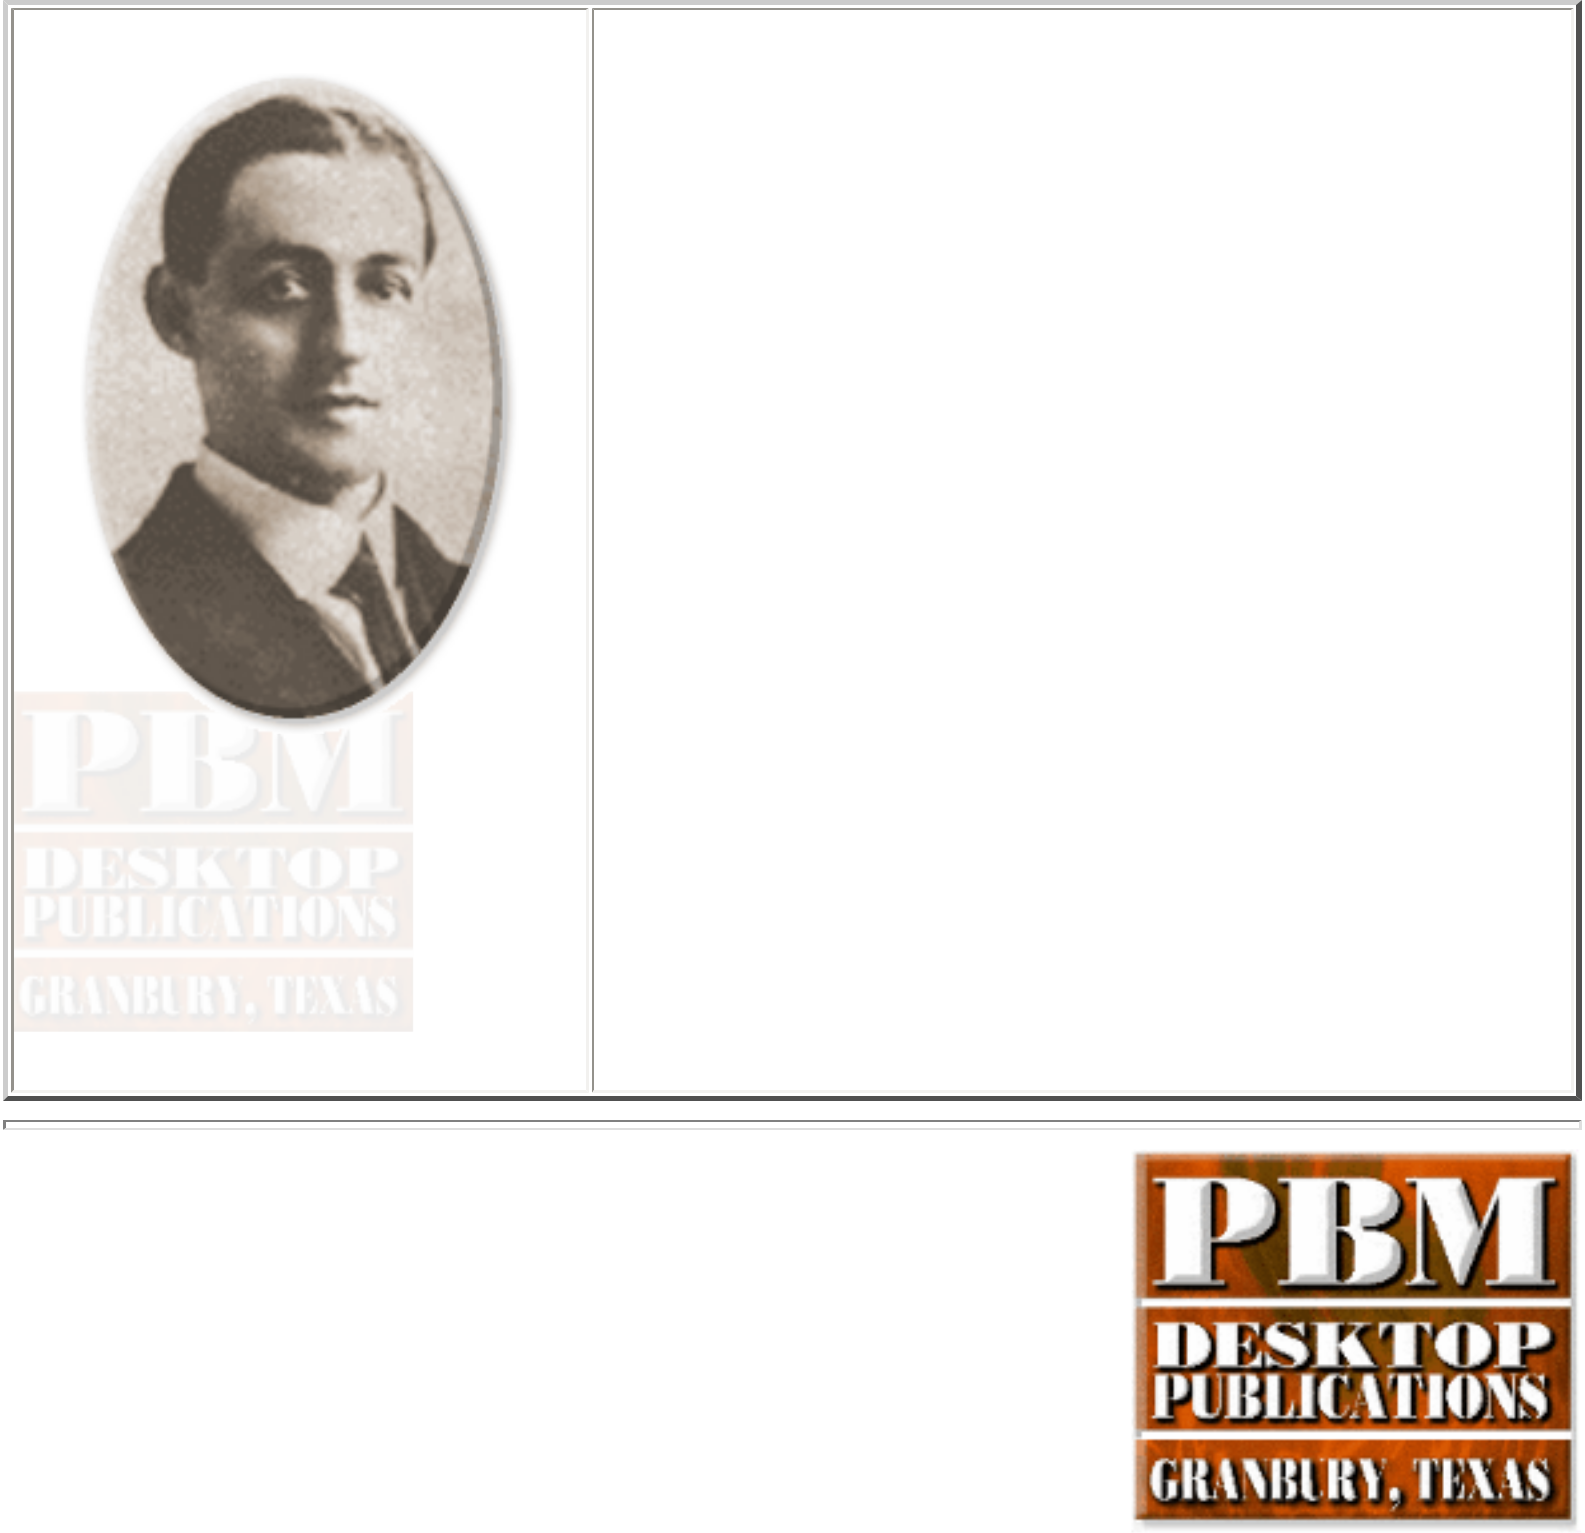 PBM
DESKTOP
PUBLICATIONS
GRANBURY, TEXAS
PBM
DESKTOP
PUBLICATIONS
GRANBURY, TEXAS